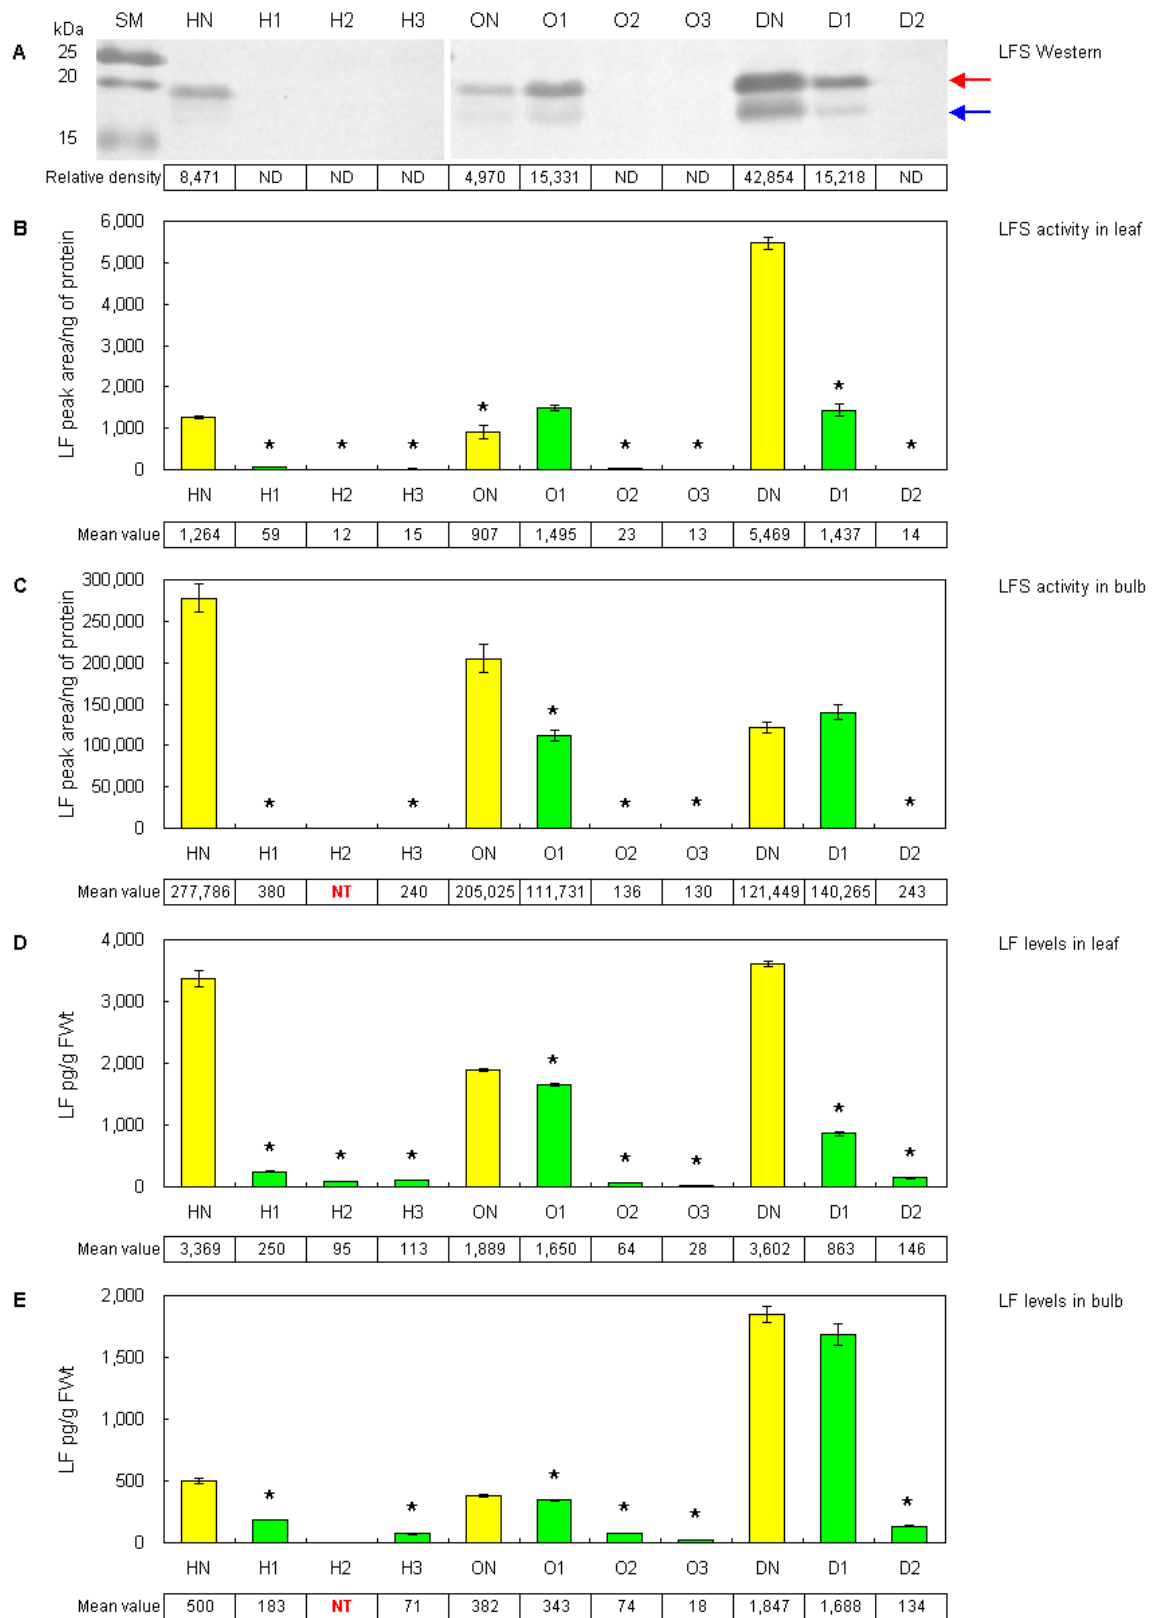 kDa SM HN H1 H2 H3 ON O1 O2 O3 DN D1 D2
A 25 LFS Western
20
15
Relative density 8,471 ND ND ND 4,970 15,331 ND ND 42,854 15,218 ND
B LFS activity in leaf
LF peak area/ng of protein
6,000
5,000
4,000
3,000
2,000
1,000
0
* * * * * * * *
HN H1 H2 H3 ON O1 O2 O3 DN D1 D2
Mean value 1,264 59 12 15 907 1,495 23 13 5,469 1,437 14
C LFS activity in bulb
LF peak area/ng of protein
300,000
250,000
200,000
150,000
100,000
50,000
0
* * * * * *
HN H1 H2 H3 ON O1 O2 O3 DN D1 D2
Mean value 277,786 380 NT 240 205,025 111,731 136 130 121,449 140,265 243
D LF levels in leaf
LF pg/g FWt
4,000
3,000
2,000
1,000
0
* * * * * * * *
HN H1 H2 H3 ON O1 O2 O3 DN D1 D2
Mean value 3,369 250 95 113 1,889 1,650 64 28 3,602 863 146
E LF levels in bulb
LF pg/g FWt
2,000
1,500
1,000
500
0
* * * * * *
HN H1 H2 H3 ON O1 O2 O3 DN D1 D2
Mean value 500 183 NT 71 382 343 74 18 1,847 1,688 134